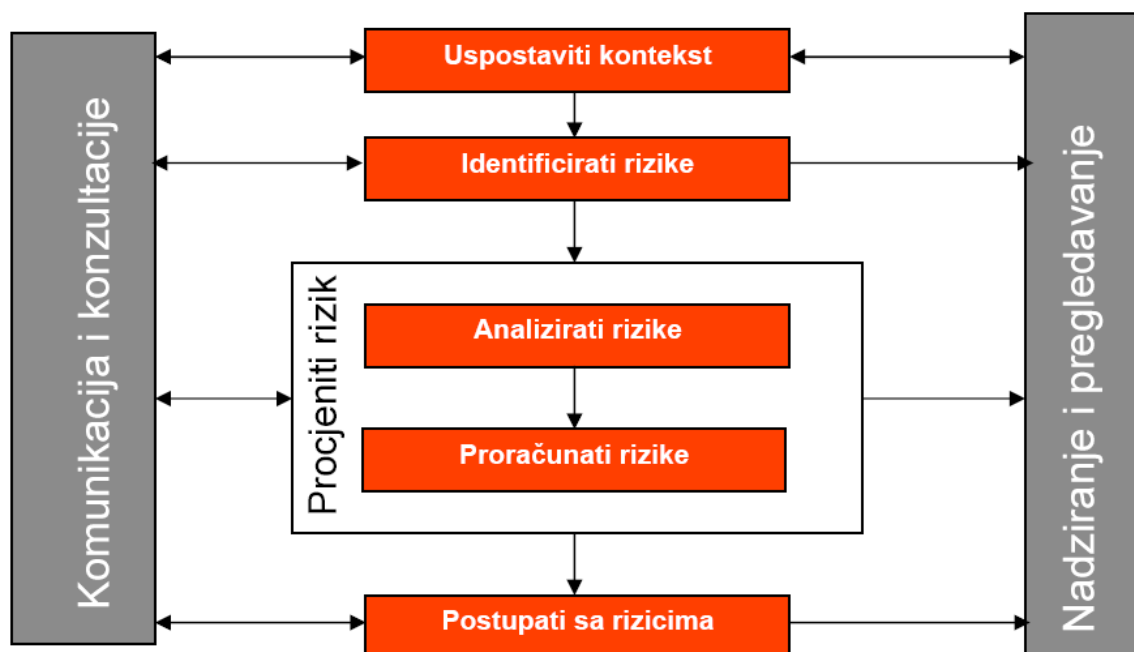 Komunikacija i konzultacije
Uspostaviti kontekst
Identificirati rizike
Procjeniti rizik
Analizirati rizike
Proračunati rizike
Postupati sa rizicima
Nadziranje i pregledavanje